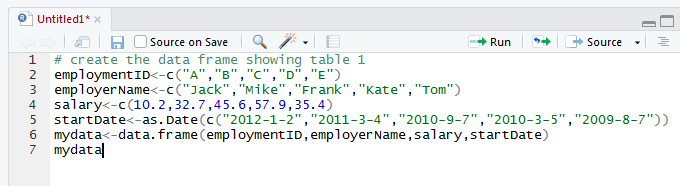 Untitled1*
Source on Save
Run
Source
1 # create the data frame showing table 1
2 employmentID<-c("A","B","C","D","E")
3 employerName<-c("Jack","Mike","Frank","Kate","Tom")
4 salary<-c(10.2,32.7,45.6,57.9,35.4)
5 startDate<-as.Date(c("2012-1-2","2011-3-4","2010-9-7","2010-3-5","2009-8-7"))
6 mydata<-data.frame(employmentID,employerName,salary,startDate)
7 mydata